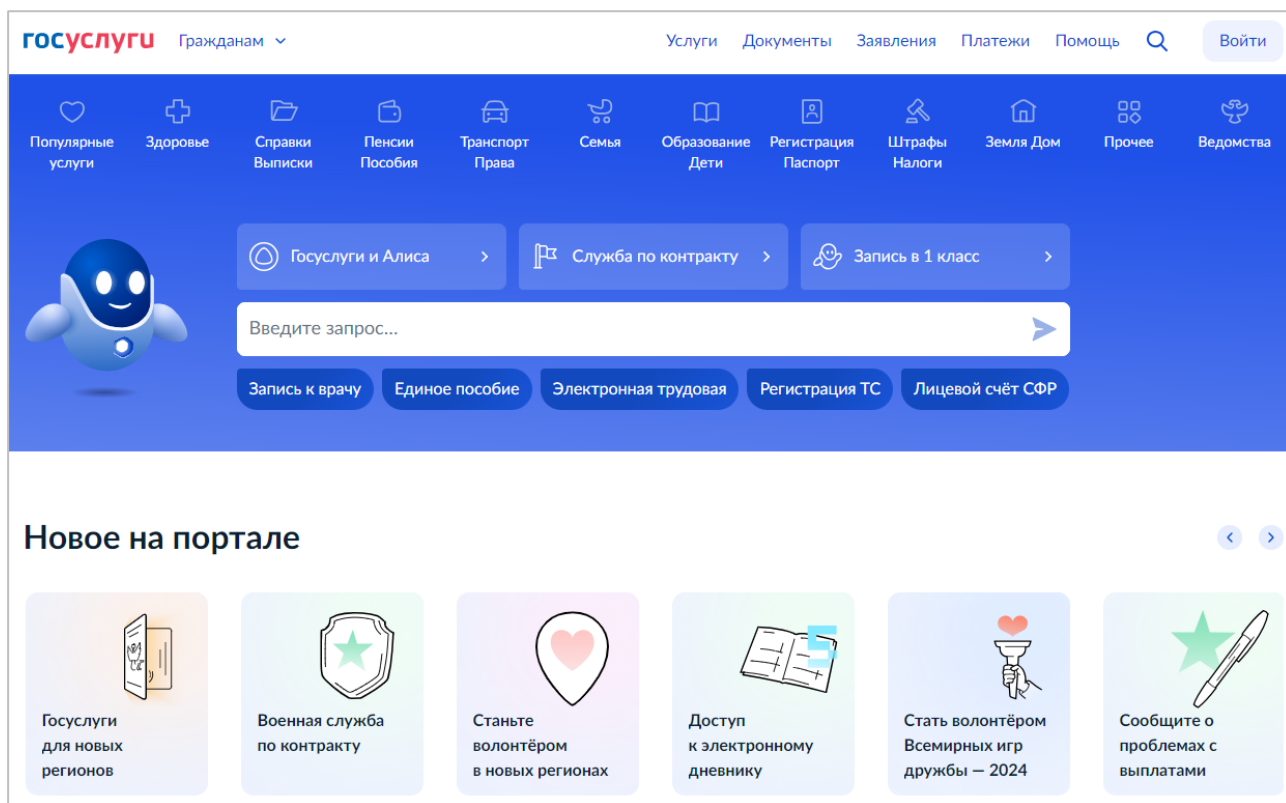 госуслуги Гражданам Услуги Документы Заявления Платежи Помощь Войти
Популярные услуги
Здоровье
Справки Выписки
Пенсии Пособия
Транспорт Права
Семья
Образование Дети
Регистрация Паспорт
Штрафы Налоги
Земля Дом
Прочее
Ведомства
Госуслуги и Алиса
Служба по контракту
Запись в 1 класс
Введите запрос...
Запись к врачу
Единое пособие
Электронная трудовая
Регистрация ТС
Лицевой счёт СФР
Новое на портале
Госуслуги
для новых
регионов
Военная служба
по контракту
Станьте
волонтёром
в новых регионах
5
Доступ
к электронному
дневнику
Стать волонтёром
Всемирных игр
дружбы — 2024
Сообщите о
проблемах с
выплатами